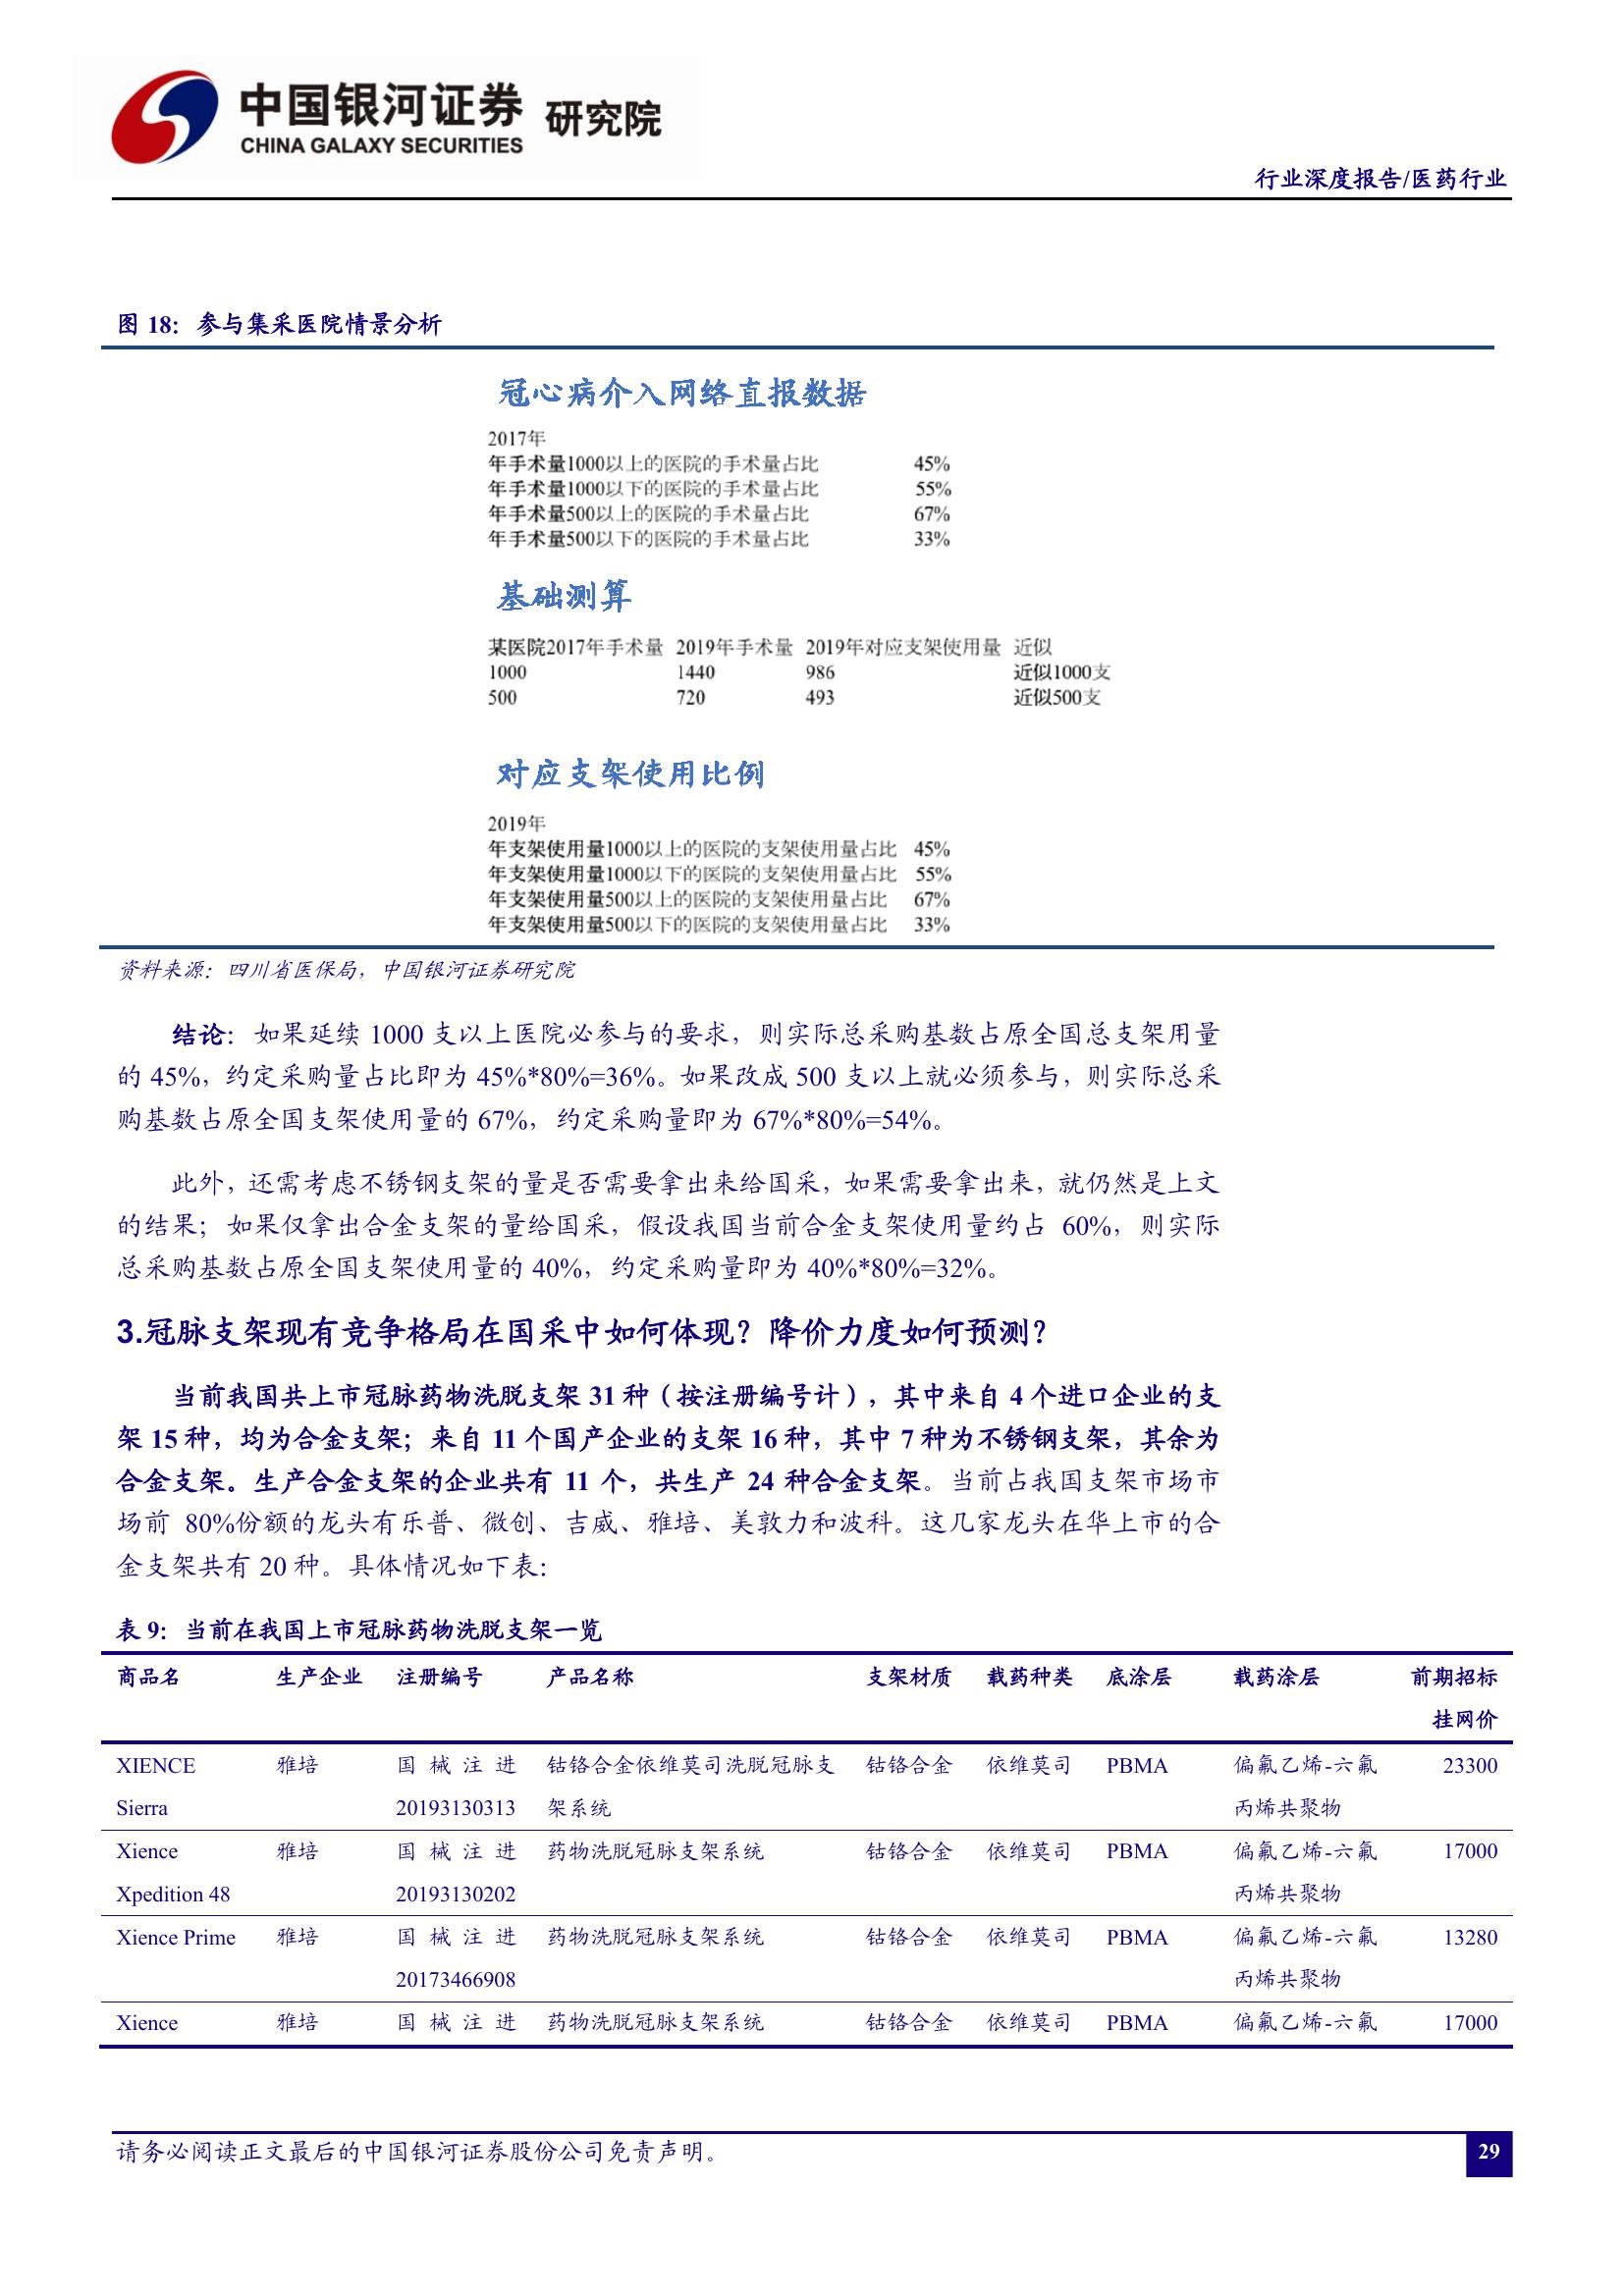 中国银河证券 研究院
CHINA GALAXY SECURITIES
行业深度报告/医药行业
图 18：参与集采医院情景分析
冠心病介入网络直报数据
2017年
年手术量1000以上的医院的手术量占比 45%
年手术量1000以下的医院的手术量占比 55%
年手术量500以上的医院的手术量占比 67%
年手术量500以下的医院的手术量占比 33%
基础测算
某医院2017年手术量 2019年手术量 2019年对应支架使用量 近似
1000 1440 986 近似1000支
500 720 493 近似500支
对应支架使用比例
2019年
年支架使用量1000以上的医院的支架使用量占比 45%
年支架使用量1000以下的医院的支架使用量占比 55%
年支架使用量500以上的医院的支架使用量占比 67%
年支架使用量500以下的医院的支架使用量占比 33%
资料来源：四川省医保局，中国银河证券研究院
结论：如果延续 1000 支以上医院必参与的要求，则实际总采购基数占原全国总支架用量
的 45%，约定采购量占比即为 45%*80%=36%。如果改成 500 支以上就必须参与，则实际总采
购基数占原全国支架使用量的 67%，约定采购量即为 67%*80%=54%。
此外，还需考虑不锈钢支架的量是否需要拿出来给国采，如果需要拿出来，就仍然是上文
的结果；如果仅拿出合金支架的量给国采，假设我国当前合金支架使用量约占 60%，则实际
总采购基数占原全国支架使用量的 40%，约定采购量即为 40%*80%=32%。
3.冠脉支架现有竞争格局在国采中如何体现？降价力度如何预测？
当前我国共上市冠脉药物洗脱支架 31 种（按注册编号计），其中来自 4 个进口企业的支
架 15 种，均为合金支架；来自 11 个国产企业的支架 16 种，其中 7 种为不锈钢支架，其余为
合金支架。生产合金支架的企业共有 11 个，共生产 24 种合金支架。当前占我国支架市场市
场前 80%份额的龙头有乐普、微创、吉威、雅培、美敦力和波科。这几家龙头在华上市的合
金支架共有 20 种。具体情况如下表：
表 9：当前在我国上市冠脉药物洗脱支架一览
商品名 生产企业 注册编号 产品名称 支架材质 载药种类 底涂层 载药涂层 前期招标
挂网价
XIENCE 雅培 国 械 注 进 钴铬合金依维莫司洗脱冠脉支 钴铬合金 依维莫司 PBMA 偏氟乙烯-六氟 23300
Sierra 20193130313 架系统 丙烯共聚物
Xience 雅培 国 械 注 进 药物洗脱冠脉支架系统 钴铬合金 依维莫司 PBMA 偏氟乙烯-六氟 17000
Xpedition 48 20193130202 丙烯共聚物
Xience Prime 雅培 国 械 注 进 药物洗脱冠脉支架系统 钴铬合金 依维莫司 PBMA 偏氟乙烯-六氟 13280
20173466908 丙烯共聚物
Xience 雅培 国 械 注 进 药物洗脱冠脉支架系统 钴铬合金 依维莫司 PBMA 偏氟乙烯-六氟 17000
请务必阅读正文最后的中国银河证券股份公司免责声明。
29